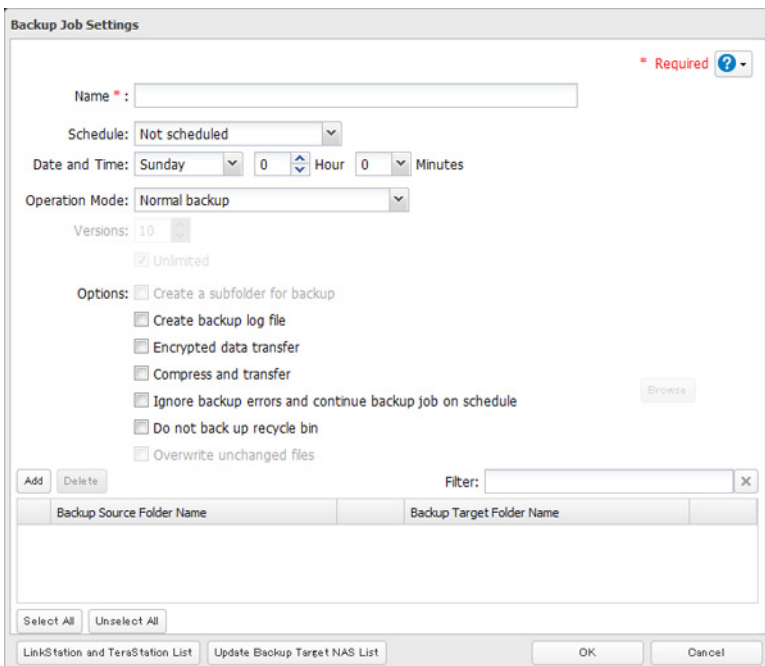 Backup Job Settings
* Required ?
Name * :
Schedule: Not scheduled
Date and Time: Sunday 0 Hour 0 Minutes
Operation Mode: Normal backup
Versions: 10
Unlimited
Options: Create a subfolder for backup
Create backup log file
Encrypted data transfer
Compress and transfer
Browse
Ignore backup errors and continue backup job on schedule
Do not back up recycle bin
Overwrite unchanged files
Add Delete Filter:
Backup Source Folder Name Backup Target Folder Name
Select All Unselect All
LinkStation and TeraStation List Update Backup Target NAS List OK Cancel